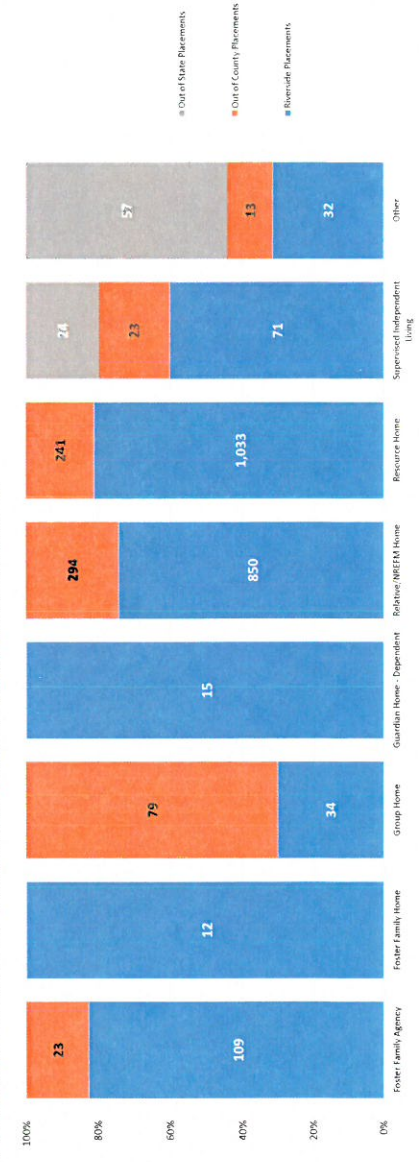 Out of State Placements
Out of County Placements
Riverside Placements
100%
80%
60%
40%
20%
0%
23
109
12
79
34
15
294
850
241
1,033
24
23
71
57
13
32
Foster Family Agency
Foster Family Home
Group Home
Guardian Home - Dependent
Relative/NREFM Home
Resource Home
Supervised Independent
Living
Other